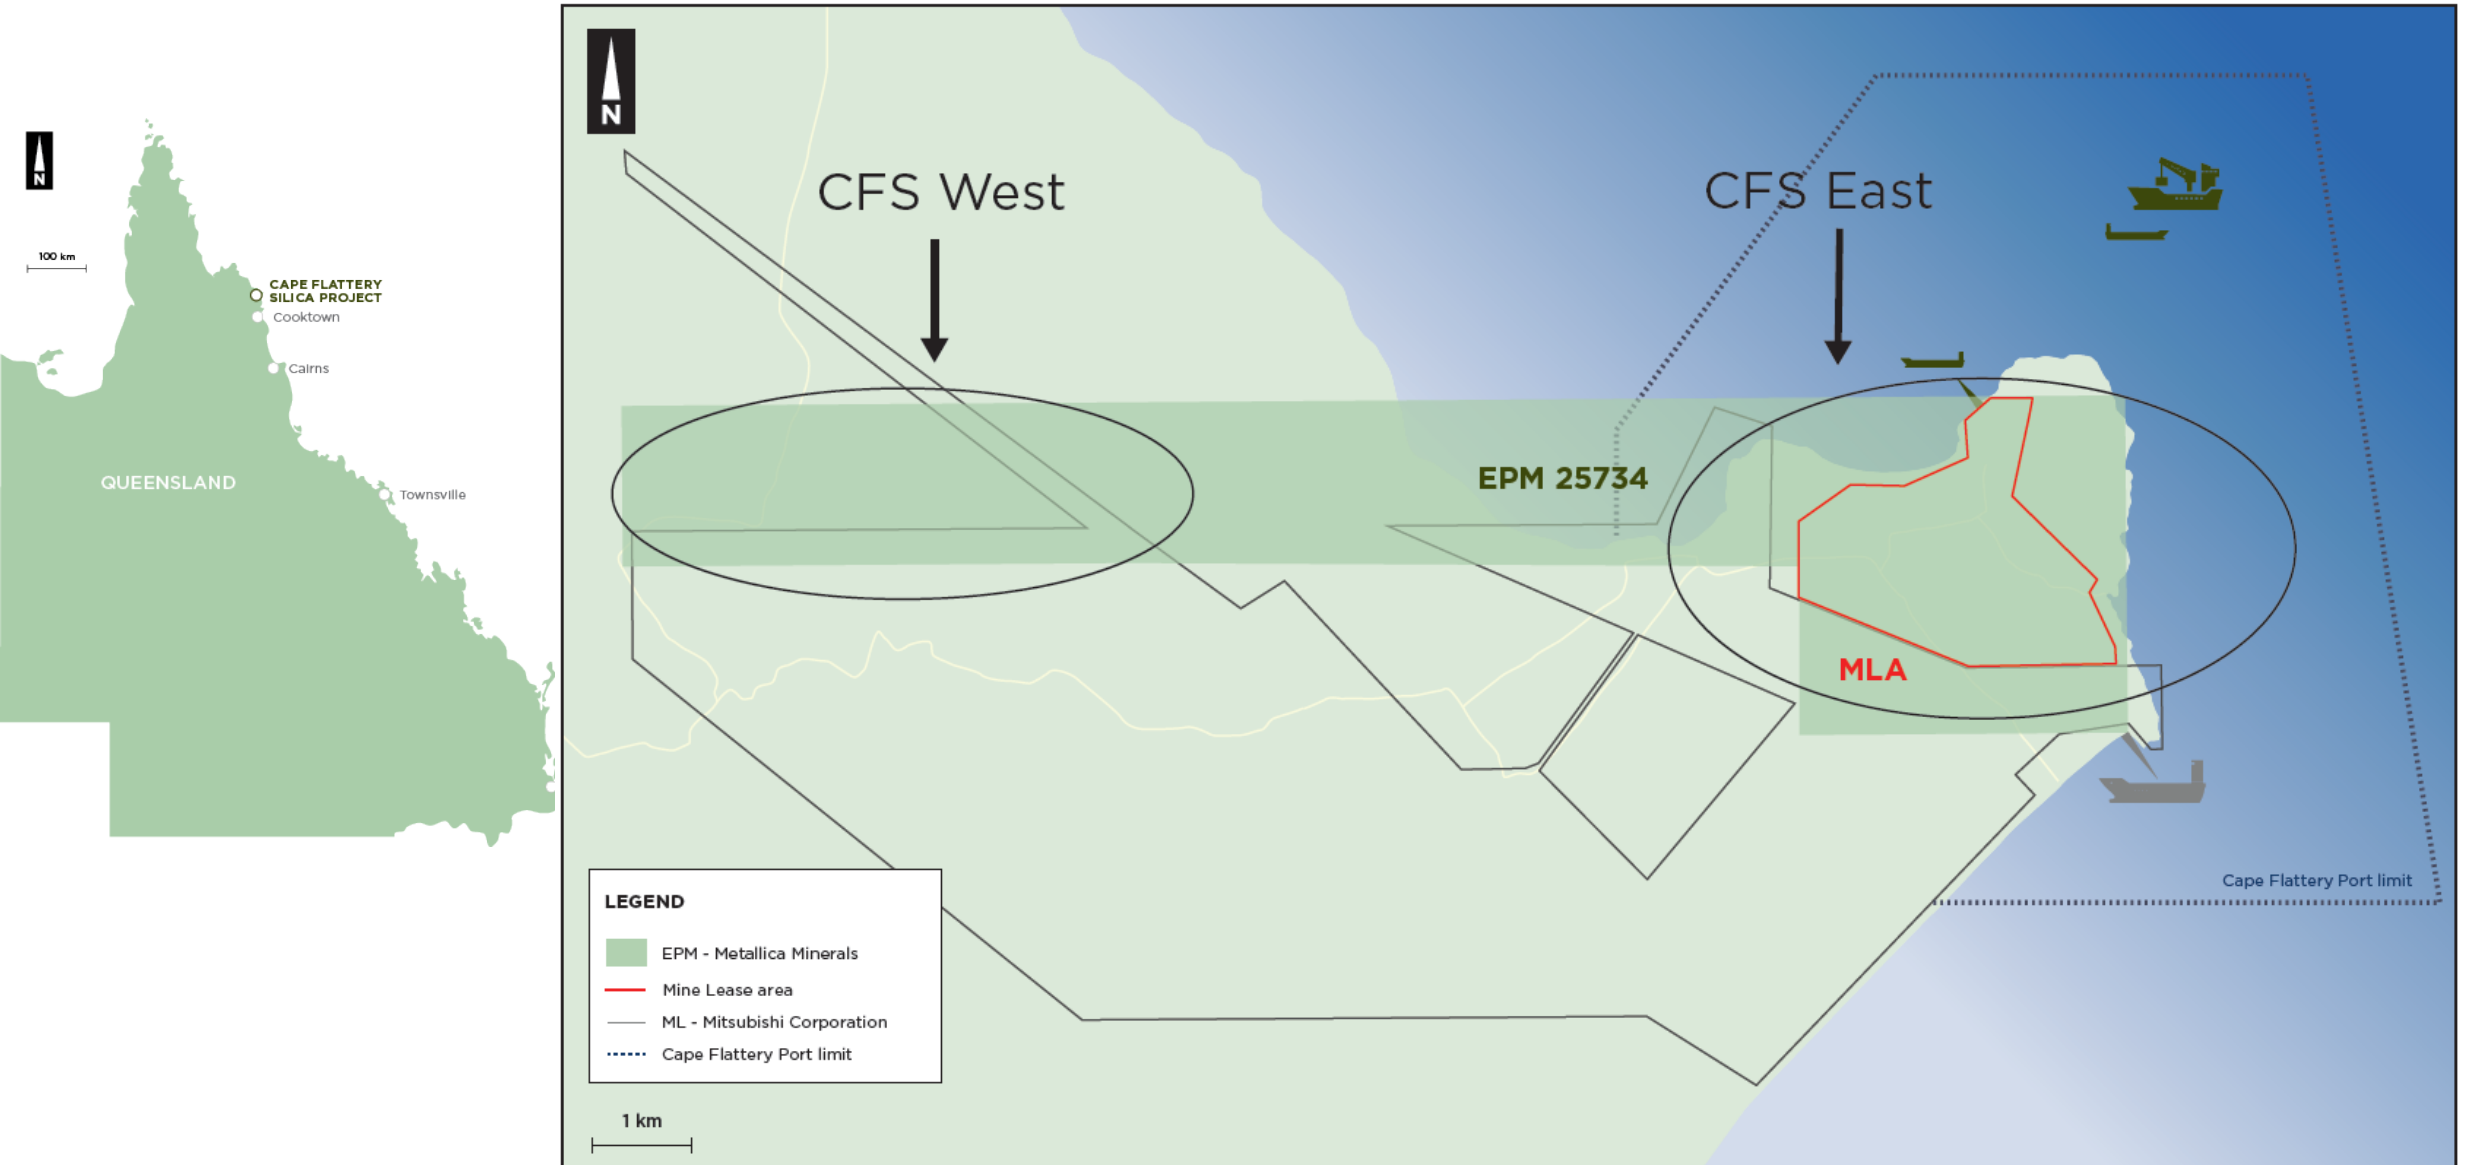 N
100 km
CAPE FLATTERY
SILICA PROJECT
Cooktown
Cairns
QUEENSLAND
Townsville
N
CFS West
CFS East
EPM 25734
MLA
Cape Flattery Port limit
LEGEND
EPM - Metallica Minerals
Mine Lease area
ML - Mitsubishi Corporation
Cape Flattery Port limit
1 km